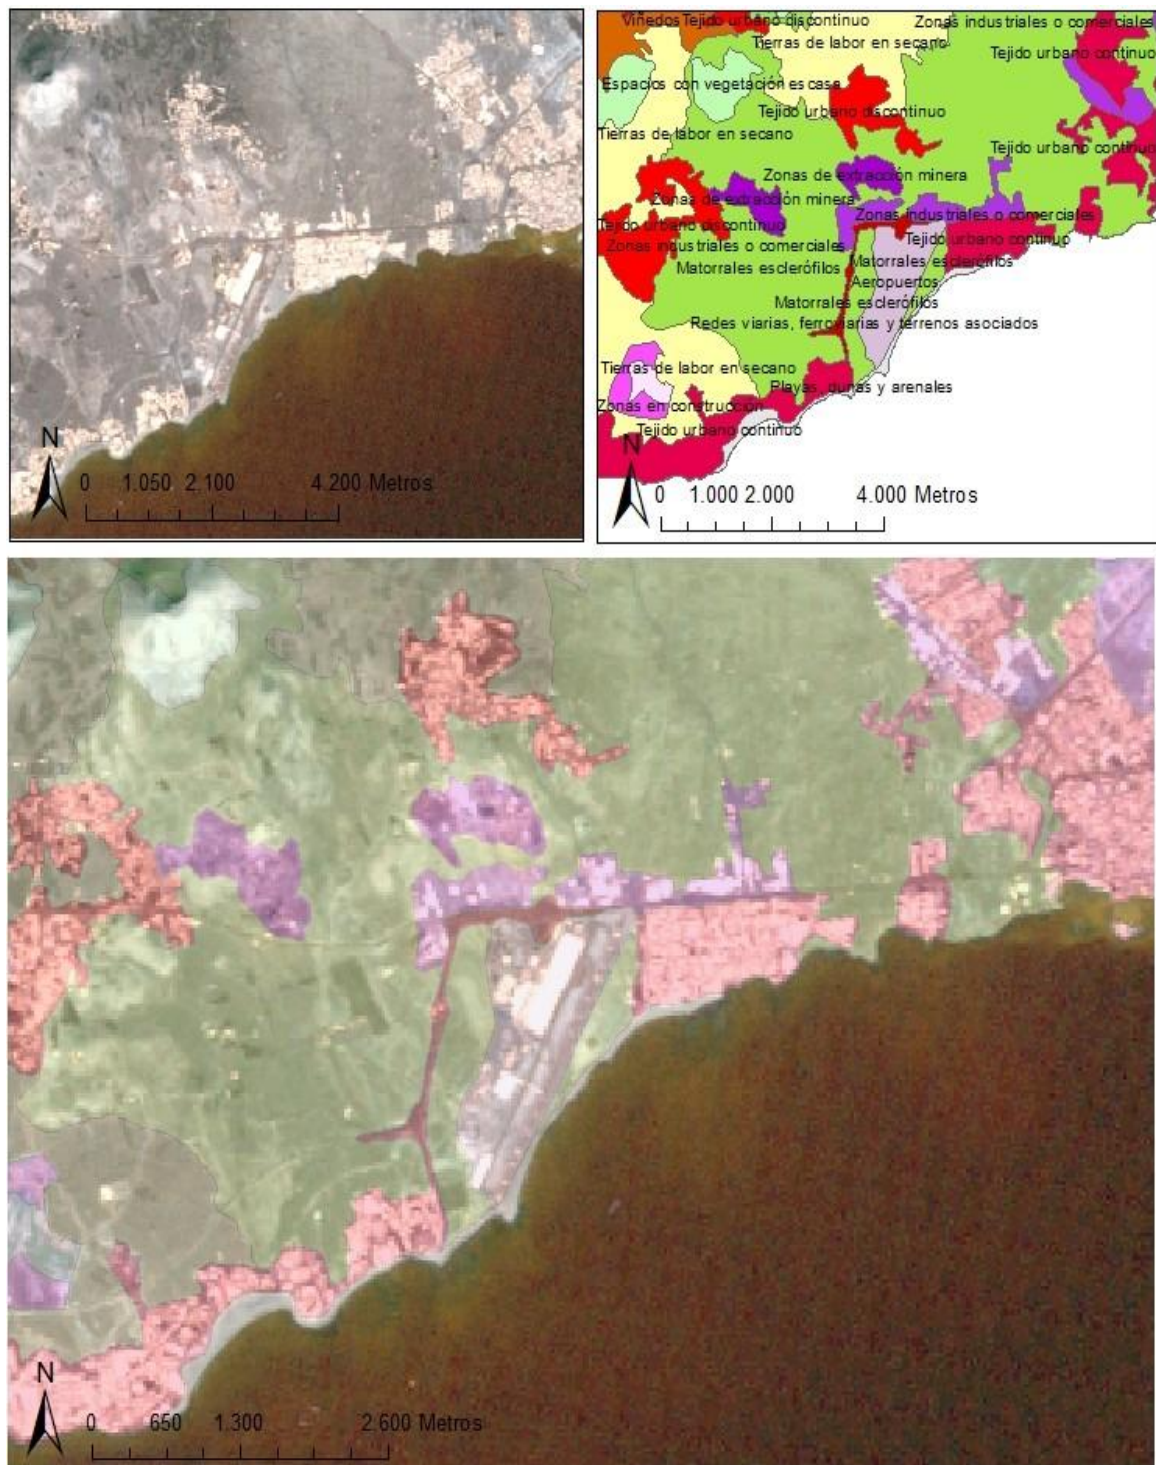 N
0 1.050 2.100 4.200 Metros
Viñedos Tejido urbano discontinuo
Zonas industriales o comerciales
Tierras de labor en secano
Tejido urbano continuo
Espacios con vegetación escasa
Tejido urbano discontinuo
Tierras de labor en secano
Tejido urbano continuo
Zonas de extracción minera
Zonas de extracción minera
Zonas industriales o comerciales
Tejido urbano discontinuo
Tejido urbano continuo
Zonas industriales o comerciales
Matorrales esclerófilos
Matorrales esclerófilos
Aeropuertos
Matorrales esclerófilos
Redes viarias, ferroviarias y terrenos asociados
Tierras de labor en secano
Playas, dunas y arenales
Zonas en construcción
Tejido urbano continuo
N
0 1.000 2.000 4.000 Metros
N
0 650 1.300 2.600 Metros